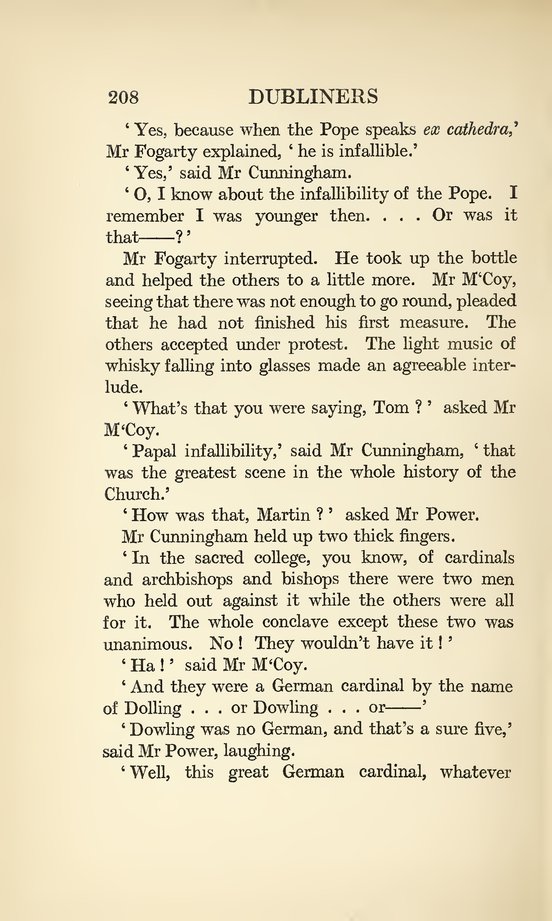 208 DUBLINERS
‘ Yes, because when the Pope speaks ex cathedra,’
Mr Fogarty explained, ‘ he is infallible.’
‘ Yes,’ said Mr Cunningham.
‘ O, I know about the infallibility of the Pope. I
remember I was younger then. . . . Or was it
that——? ’
Mr Fogarty interrupted. He took up the bottle
and helped the others to a little more. Mr M‘Coy,
seeing that there was not enough to go round, pleaded
that he had not finished his first measure. The
others accepted under protest. The light music of
whisky falling into glasses made an agreeable inter-
lude.
‘ What’s that you were saying, Tom ? ’ asked Mr
M‘Coy.
‘ Papal infallibility,’ said Mr Cunningham, ‘ that
was the greatest scene in the whole history of the
Church.’
‘ How was that, Martin ? ’ asked Mr Power.
Mr Cunningham held up two thick fingers.
‘ In the sacred college, you know, of cardinals
and archbishops and bishops there were two men
who held out against it while the others were all
for it. The whole conclave except these two was
unanimous. No ! They wouldn’t have it ! ’
‘ Ha ! ’ said Mr M‘Coy.
‘ And they were a German cardinal by the name
of Dolling . . . or Dowling . . . or——’
‘ Dowling was no German, and that’s a sure five,’
said Mr Power, laughing.
‘ Well, this great German cardinal, whatever